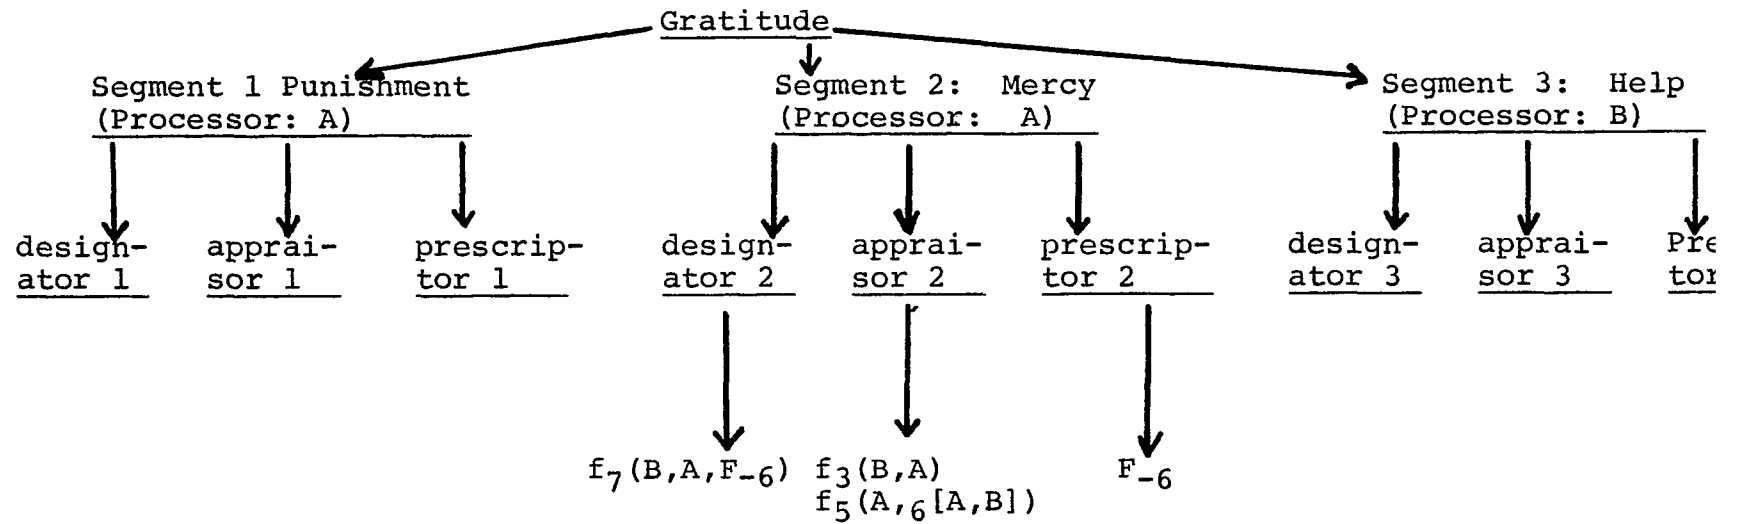 Gratitude
Segment 1 Punishment
(Processor: A)
Segment 2: Mercy
(Processor: A)
Segment 3: Help
(Processor: B)
design-
ator 1
apprai-
sor 1
prescrip-
tor 1
design-
ator 2
apprai-
sor 2
prescrip-
tor 2
design-
ator 3
apprai-
sor 3
Pre
tor
f7(B,A,F-6)
f3(B,A)
f5(A,6[A,B])
F-6